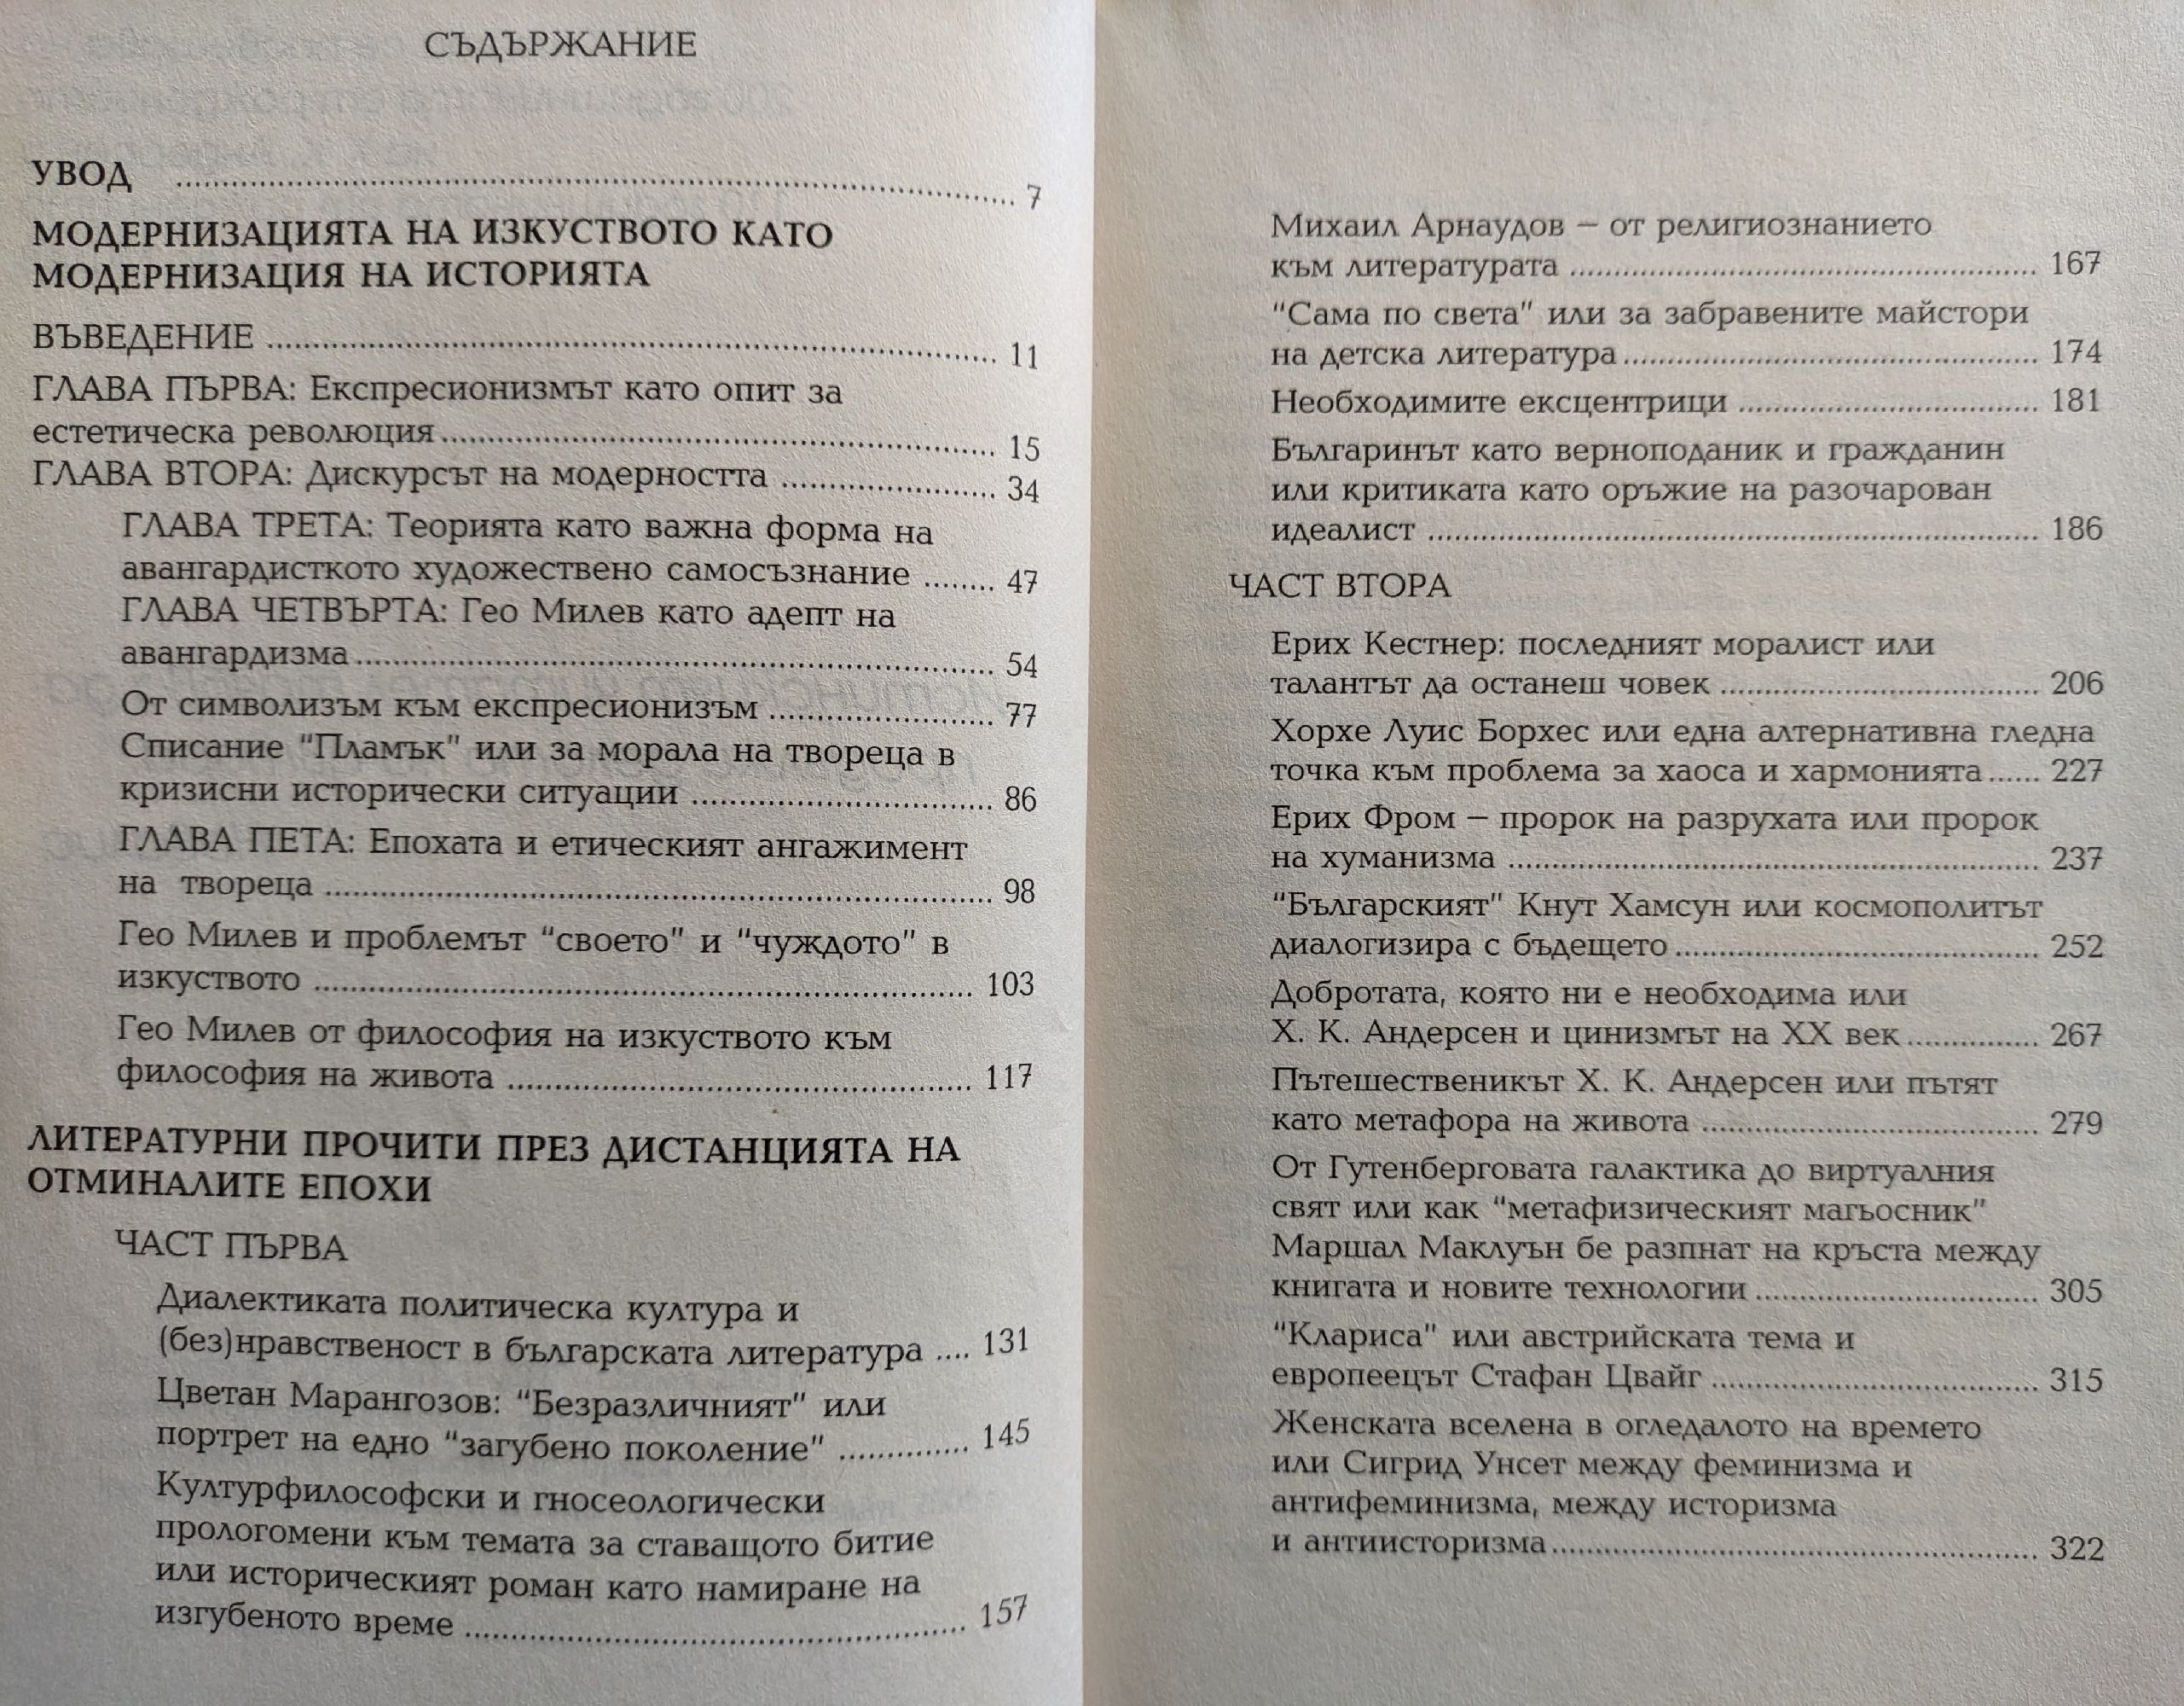 СЪДЪРЖАНИЕ
УВОД ........ 7
МОДЕРНИЗАЦИЯТА НА ИЗКУСТВОТО КАТО
МОДЕРНИЗАЦИЯ НА ИСТОРИЯТА
ВЪВЕДЕНИЕ ........ 11
ГЛАВА ПЪРВА: Експресионизмът като опит за
естетическа революция ........ 15
ГЛАВА ВТОРА: Дискурсът на модерността ........ 34
ГЛАВА ТРЕТА: Теорията като важна форма на
авангардисткото художествено самосъзнание ........ 47
ГЛАВА ЧЕТВЪРТА: Гео Милев като адепт на
авангардизма ........ 54
От символизъм към експресионизъм ........ 77
Списание "Пламък" или за морала на твореца в
кризисни исторически ситуации ........ 86
ГЛАВА ПЕТА: Епохата и етическият ангажимент
на твореца ........ 98
Гео Милев и проблемът "своето" и "чуждото" в
изкуството ........ 103
Гео Милев от философия на изкуството към
философия на живота ........ 117
ЛИТЕРАТУРНИ ПРОЧИТИ ПРЕЗ ДИСТАНЦИЯТА НА
ОТМИНАЛИТЕ ЕПОХИ
ЧАСТ ПЪРВА
Диалектиката политическа култура и
(без)нравственост в българската литература .... 131
Цветан Марангозов: "Безразличният" или
портрет на едно "загубено поколение" ........ 145
Културфилософски и гносеологически
прологомени към темата за ставащото битие
или историческият роман като намиране на
изгубеното време ........ 157
Михаил Арнаудов – от религиознанието
към литературата ........ 167
"Сама по света" или за забравените майстори
на детска литература ........ 174
Необходимите ексцентрици ........ 181
Българинът като верноподаник и гражданин
или критиката като оръжие на разочарован
идеалист ........ 186
ЧАСТ ВТОРА
Ерих Кестнер: последният моралист или
талантът да останеш човек ........ 206
Хорхе Луис Борхес или една алтернативна гледна
точка към проблема за хаоса и хармонията ...... 227
Ерих Фром – пророк на разрухата или пророк
на хуманизма ........ 237
"Българският" Кнут Хамсун или космополитът
диалогизира с бъдещето ........ 252
Добротата, която ни е необходима или
Х. К. Андерсен и цинизмът на XX век ........ 267
Пътешественикът Х. К. Андерсен или пътят
като метафора на живота ........ 279
От Гутенберговата галактика до виртуалния
свят или как "метафизическият магьосник"
Маршал Маклуън бе разпнат на кръста между
книгата и новите технологии ........ 305
"Клариса" или австрийската тема и
европеецът Стафан Цвайг ........ 315
Женската вселена в огледалото на времето
или Сигрид Унсет между феминизма и
антифеминизма, между историзма
и антиисторизма ........ 322